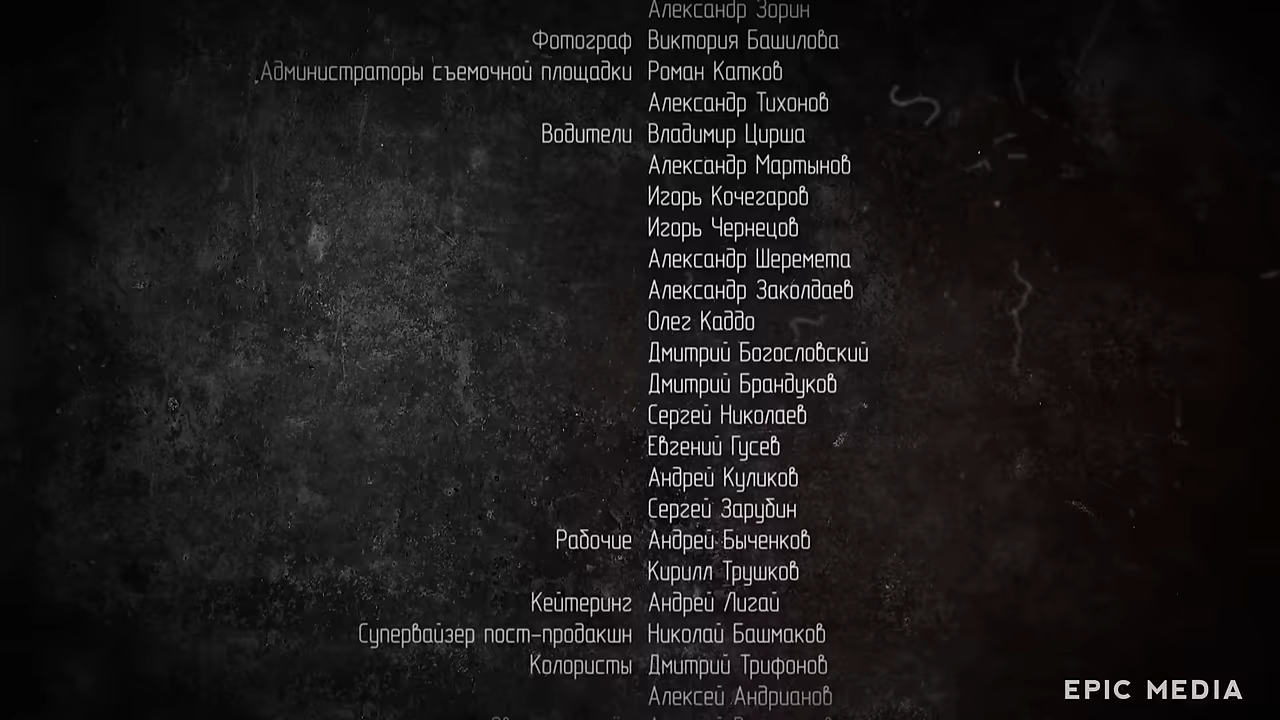 Александр Зорин
Фотограф Виктория Башилова
Администраторы съемочной площадки Роман Катков
Александр Тихонов
Водители Владимир Цирша
Александр Мартынов
Игорь Кочегаров
Игорь Чернецов
Александр Шеремета
Александр Заколдаев
Олег Каддо
Дмитрий Богословский
Дмитрий Брандуков
Сергей Николаев
Евгений Гусев
Андрей Куликов
Сергей Зарубин
Рабочие Андрей Быченков
Кирилл Трушков
Кейтеринг Андрей Лигай
Супервайзер пост-продакшн Николай Башмаков
Колористы Дмитрий Трифонов
Алексей Андрианов
EPIC MEDIA